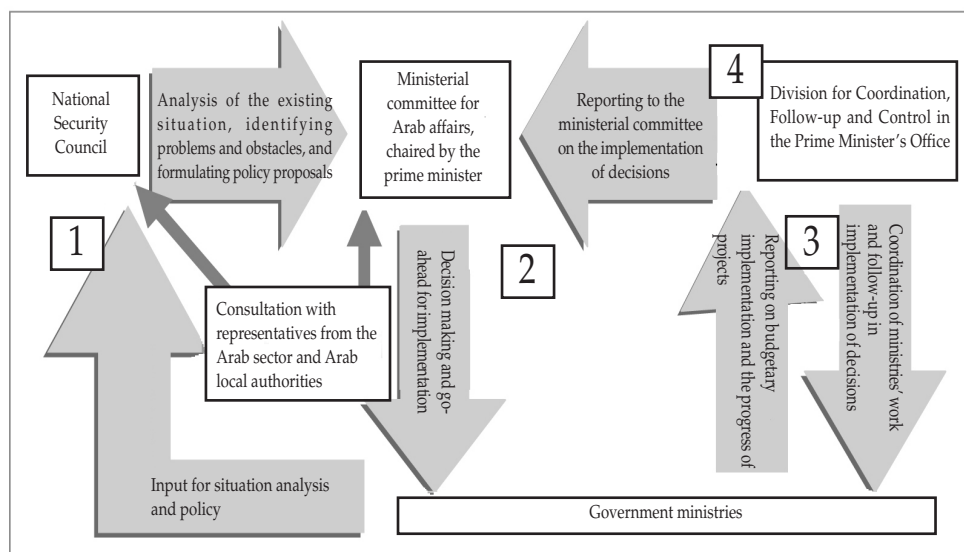 National
Security
Council
Analysis of the existing
situation, identifying
problems and obstacles, and
formulating policy proposals
Ministerial
committee for
Arab affairs,
chaired by the
prime minister
Reporting to the
ministerial committee
on the implementation
of decisions
4
Division for Coordination,
Follow-up and Control in
the Prime Minister's Office
1
Consultation with
representatives from the
Arab sector and Arab
local authorities
Decision making and go-
ahead for implementation
2
Reporting on budgetary
implementation and the progress of
projects
3
Coordination of ministries' work
and follow-up in
implementation of decisions
Input for situation analysis
and policy
Government ministries